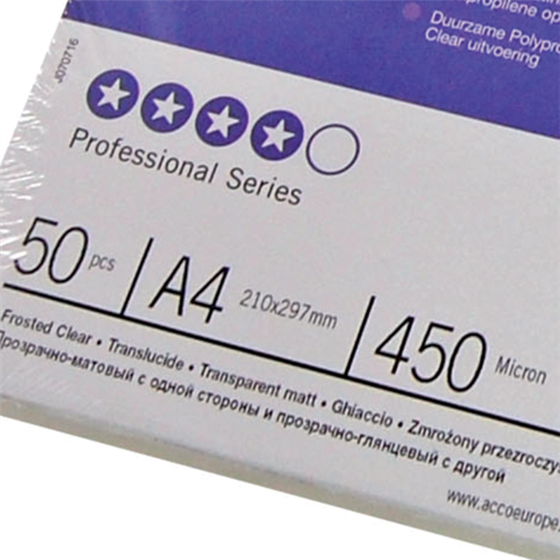 Duurzame Polypro
Clear uitvoering
J070716
Professional Series
50 pcs A4 210x297mm 450 Micron
Frosted Clear • Translucide • Transparent matt • Ghiaccio • Zmrożony przezroczys
Прозрачно-матовый с одной стороны и прозрачно-глянцевый с другой
www.accoeurope.